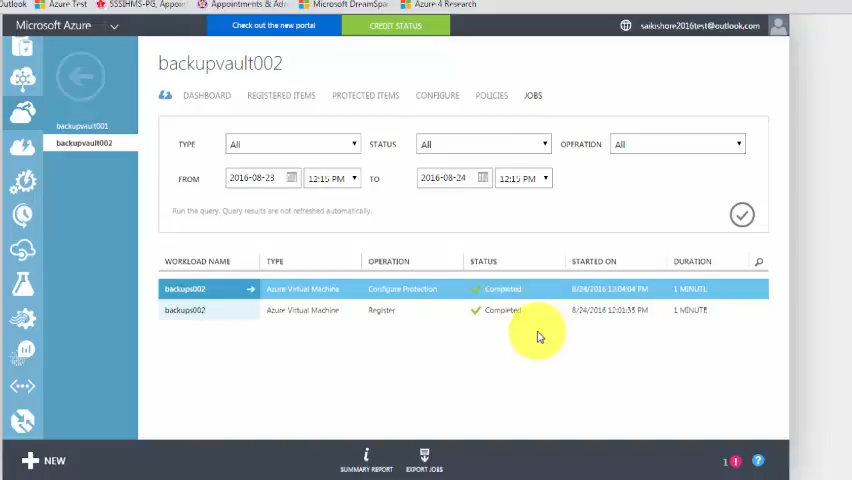 Outlook Azure Test SSSIHMS-PG, Appoint Appointments & Ad Microsoft DreamSpa Azure 4 Research
Microsoft Azure Check out the new portal CREDIT STATUS saikishore2016test@outlook.com
backupvault002
DASHBOARD REGISTERED ITEMS PROTECTED ITEMS CONFIGURE POLICIES JOBS
backupvault001
backupvault002
TYPE All STATUS All OPERATION All
FROM 2016-08-23 12:15 PM TO 2016-08-24 12:15 PM
Run the query. Query results are not refreshed automatically.
WORKLOAD NAME TYPE OPERATION STATUS STARTED ON DURATION
backups002 Azure Virtual Machine Configure Protection Completed 8/24/2016 12:04:04 PM 1 MINUTE
backups002 Azure Virtual Machine Register Completed 8/24/2016 12:01:35 PM 1 MINUTE
NEW SUMMARY REPORT EXPORT JOBS 1 ! ?